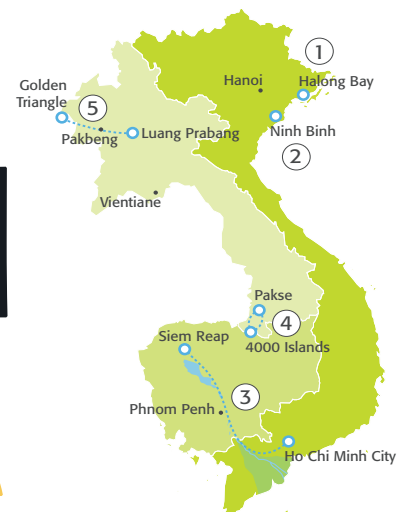 1
Hanoi
Halong Bay
Golden
Triangle
5
Pakbeng
Luang Prabang
Ninh Binh
2
Vientiane
Pakse
4
Siem Reap
4000 Islands
3
Phnom Penh
Ho Chi Minh City